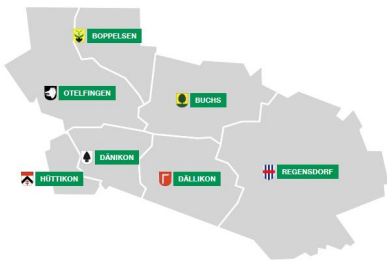 BOPPELSEN
OTELFINGEN
BUCHS
DÄNIKON
HÜTTIKON
DÄLLIKON
REGENSDORF